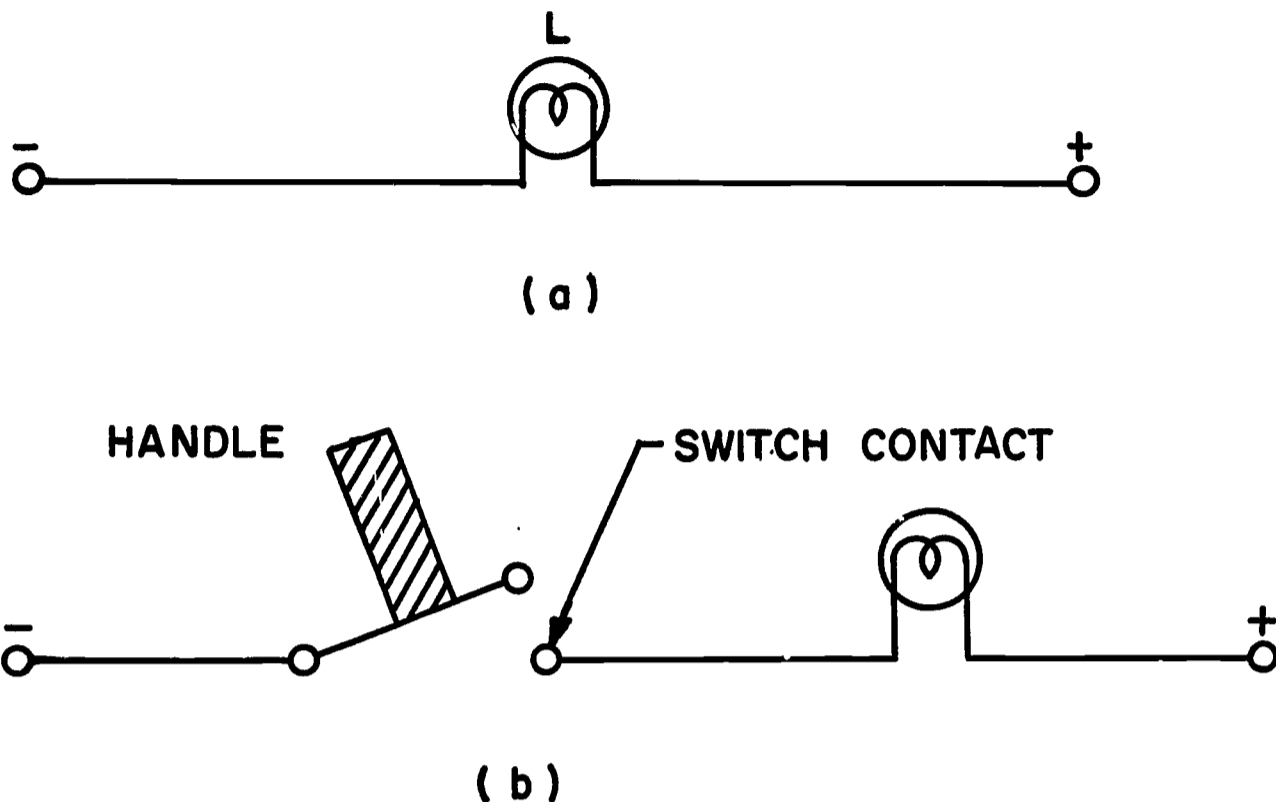 L
- +
(a)
HANDLE SWITCH CONTACT
- +
(b)